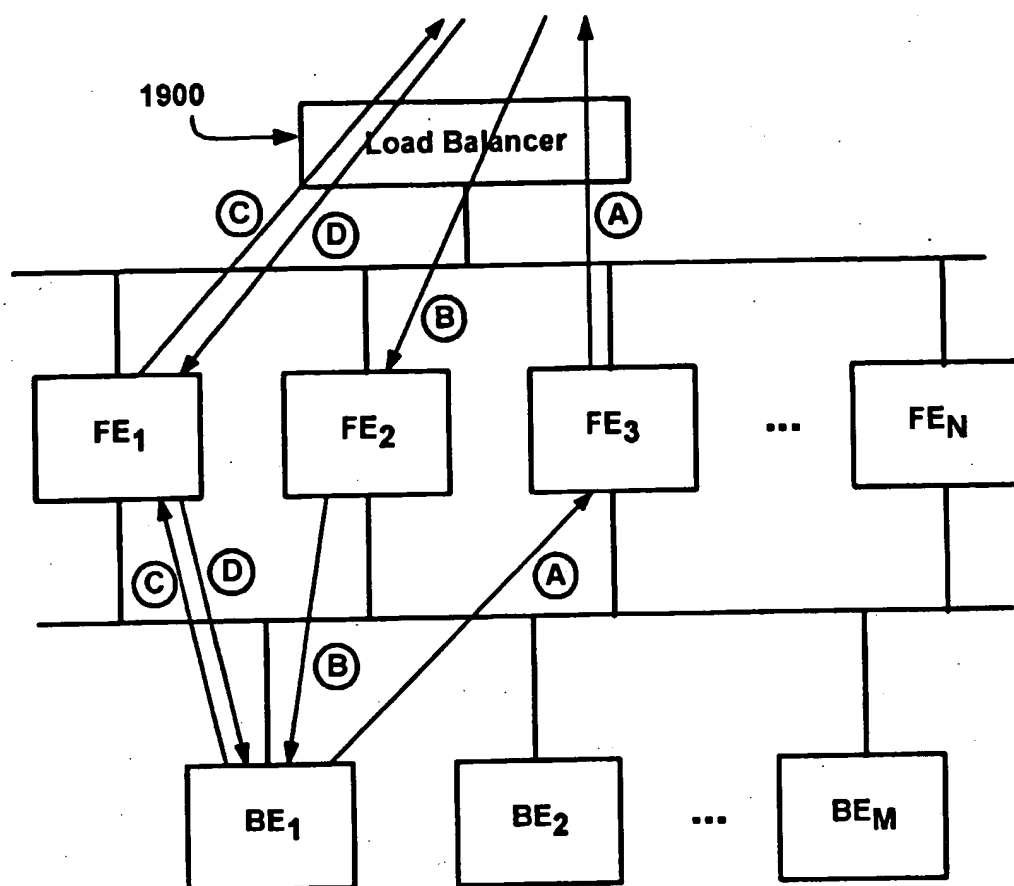 1900
Load Balancer
C
D
A
B
FE1
FE2
FE3
...
FEN
C
D
A
B
BE1
BE2
...
BEM